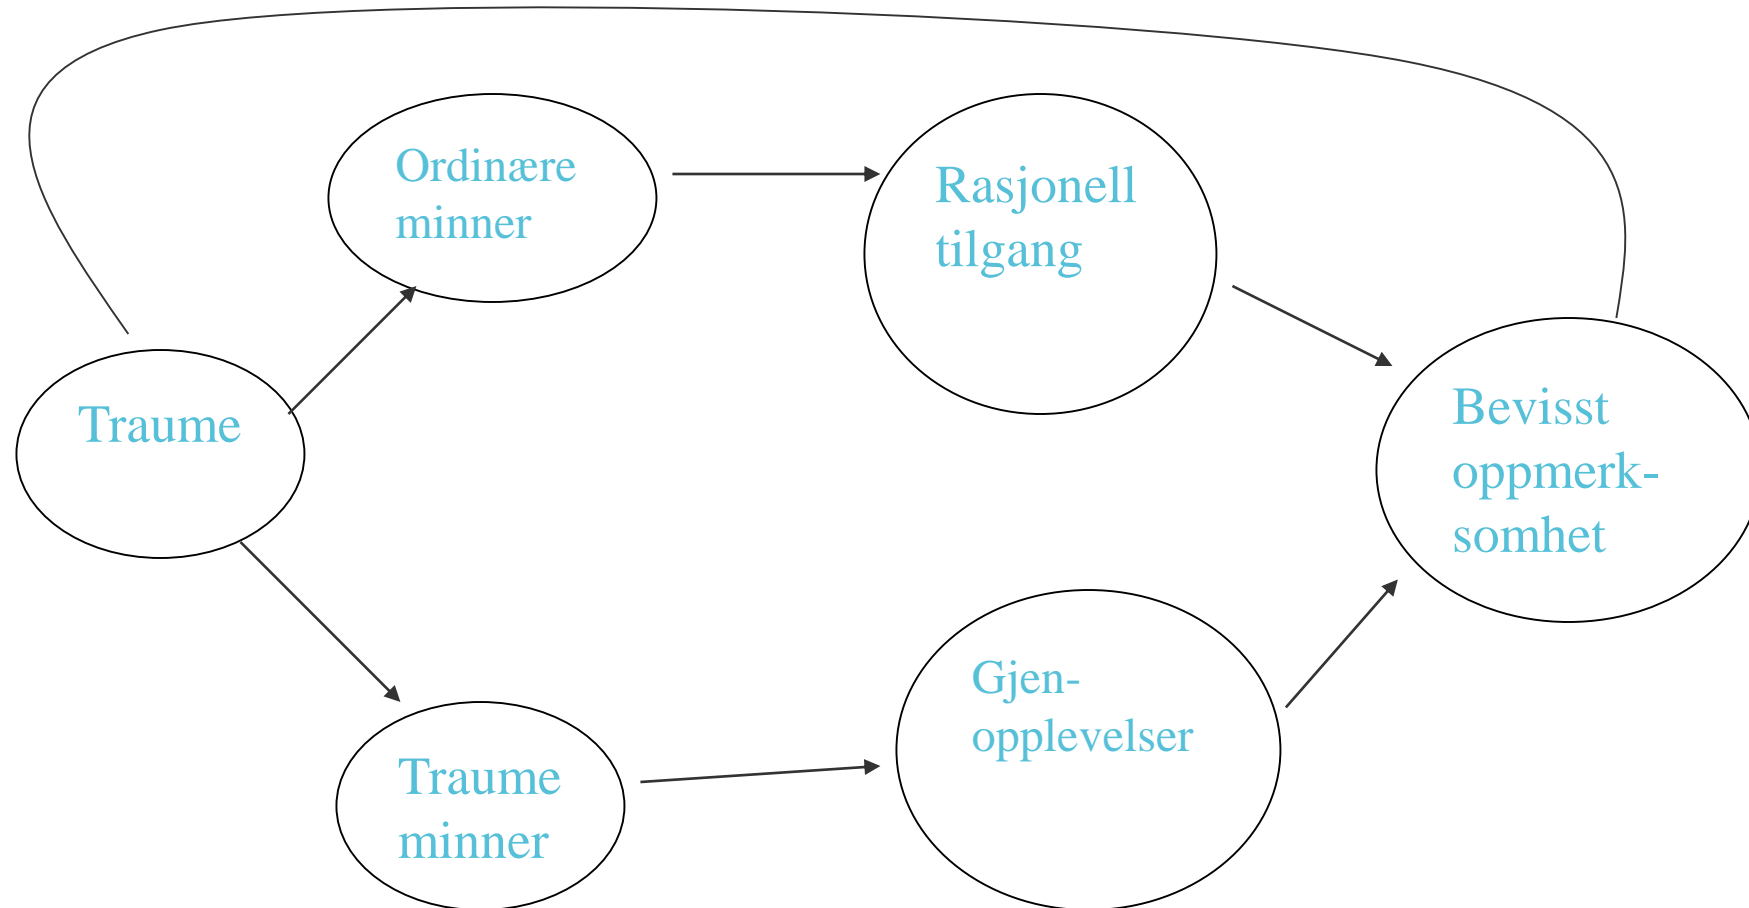 Ordinære
minner
Rasjonell
tilgang
Traume
Bevisst
oppmerk-
somhet
Gjen-
opplevelser
Traume
minner